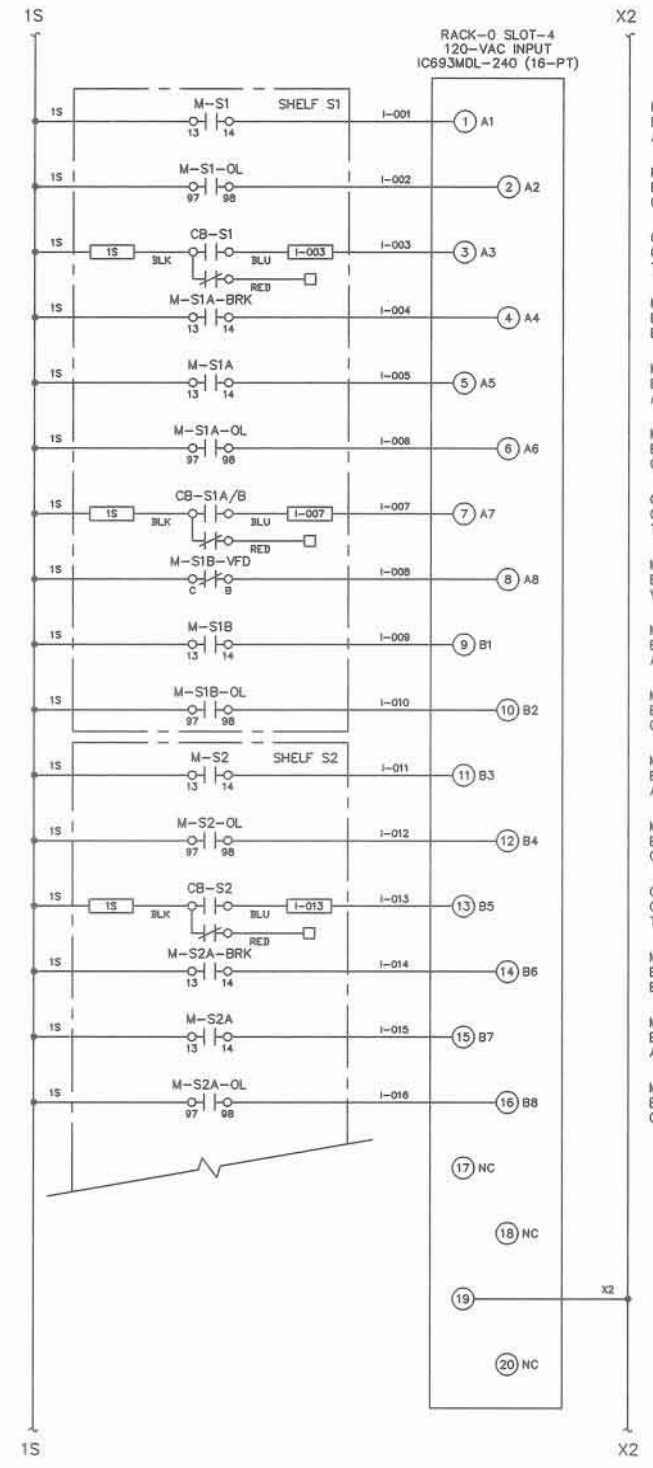 1S X2
RACK-0 SLOT-4
120-VAC INPUT
IC693MDL-240 (16-PT)
1S M-S1 SHELF S1 I-001 1 A1
13 14
1S M-S1-OL I-002 2 A2
97 98
1S 1S BLK CB-S1 BLU I-003 I-003 3 A3
RED
1S M-S1A-BRK I-004 4 A4
13 14
1S M-S1A I-005 5 A5
13 14
1S M-S1A-OL I-006 6 A6
97 98
1S 1S BLK CB-S1A/B BLU I-007 I-007 7 A7
RED
1S M-S1B-VFD I-008 8 A8
C B
1S M-S1B I-009 9 B1
13 14
1S M-S1B-OL I-010 10 B2
97 98
1S M-S2 SHELF S2 I-011 11 B3
13 14
1S M-S2-OL I-012 12 B4
97 98
1S 1S BLK CB-S2 BLU I-013 I-013 13 B5
RED
1S M-S2A-BRK I-014 14 B6
13 14
1S M-S2A I-015 15 B7
13 14
1S M-S2A-OL I-016 16 B8
97 98
17 NC
18 NC
19 X2
20 NC
1S X2